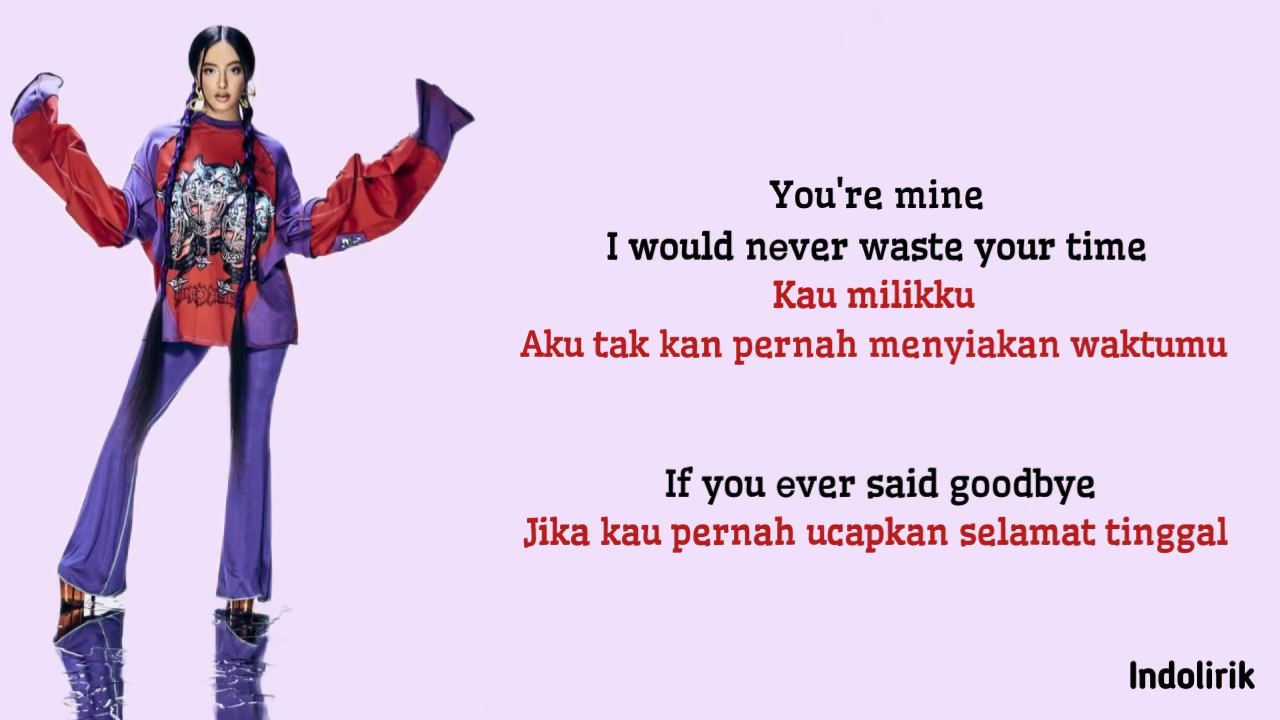 You're mine
I would never waste your time
Kau milikku
Aku tak kan pernah menyiakan waktumu
If you ever said goodbye
Jika kau pernah ucapkan selamat tinggal
Indolirik